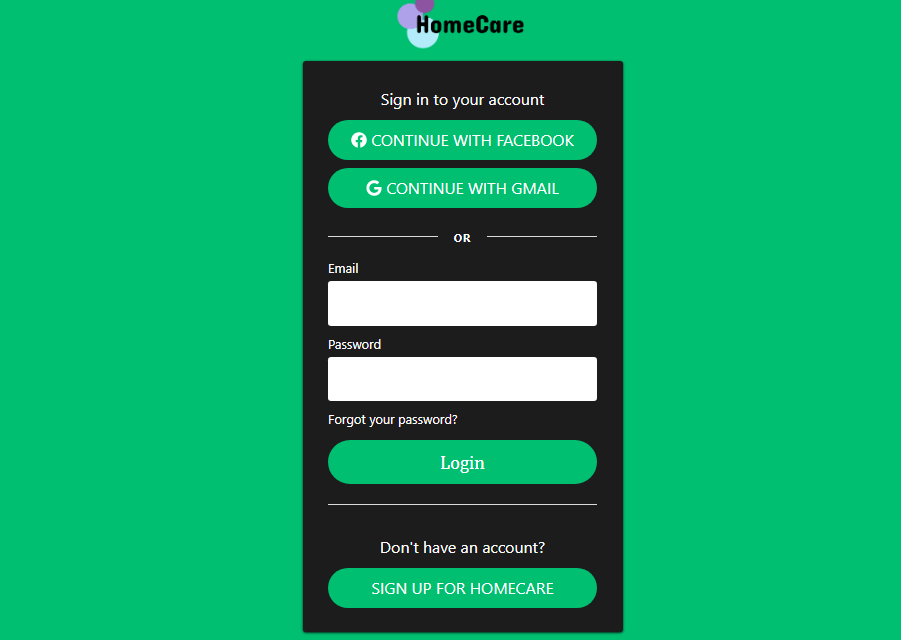 HomeCare
Sign in to your account
CONTINUE WITH FACEBOOK
CONTINUE WITH GMAIL
OR
Email
Password
Forgot your password?
Login
Don't have an account?
SIGN UP FOR HOMECARE